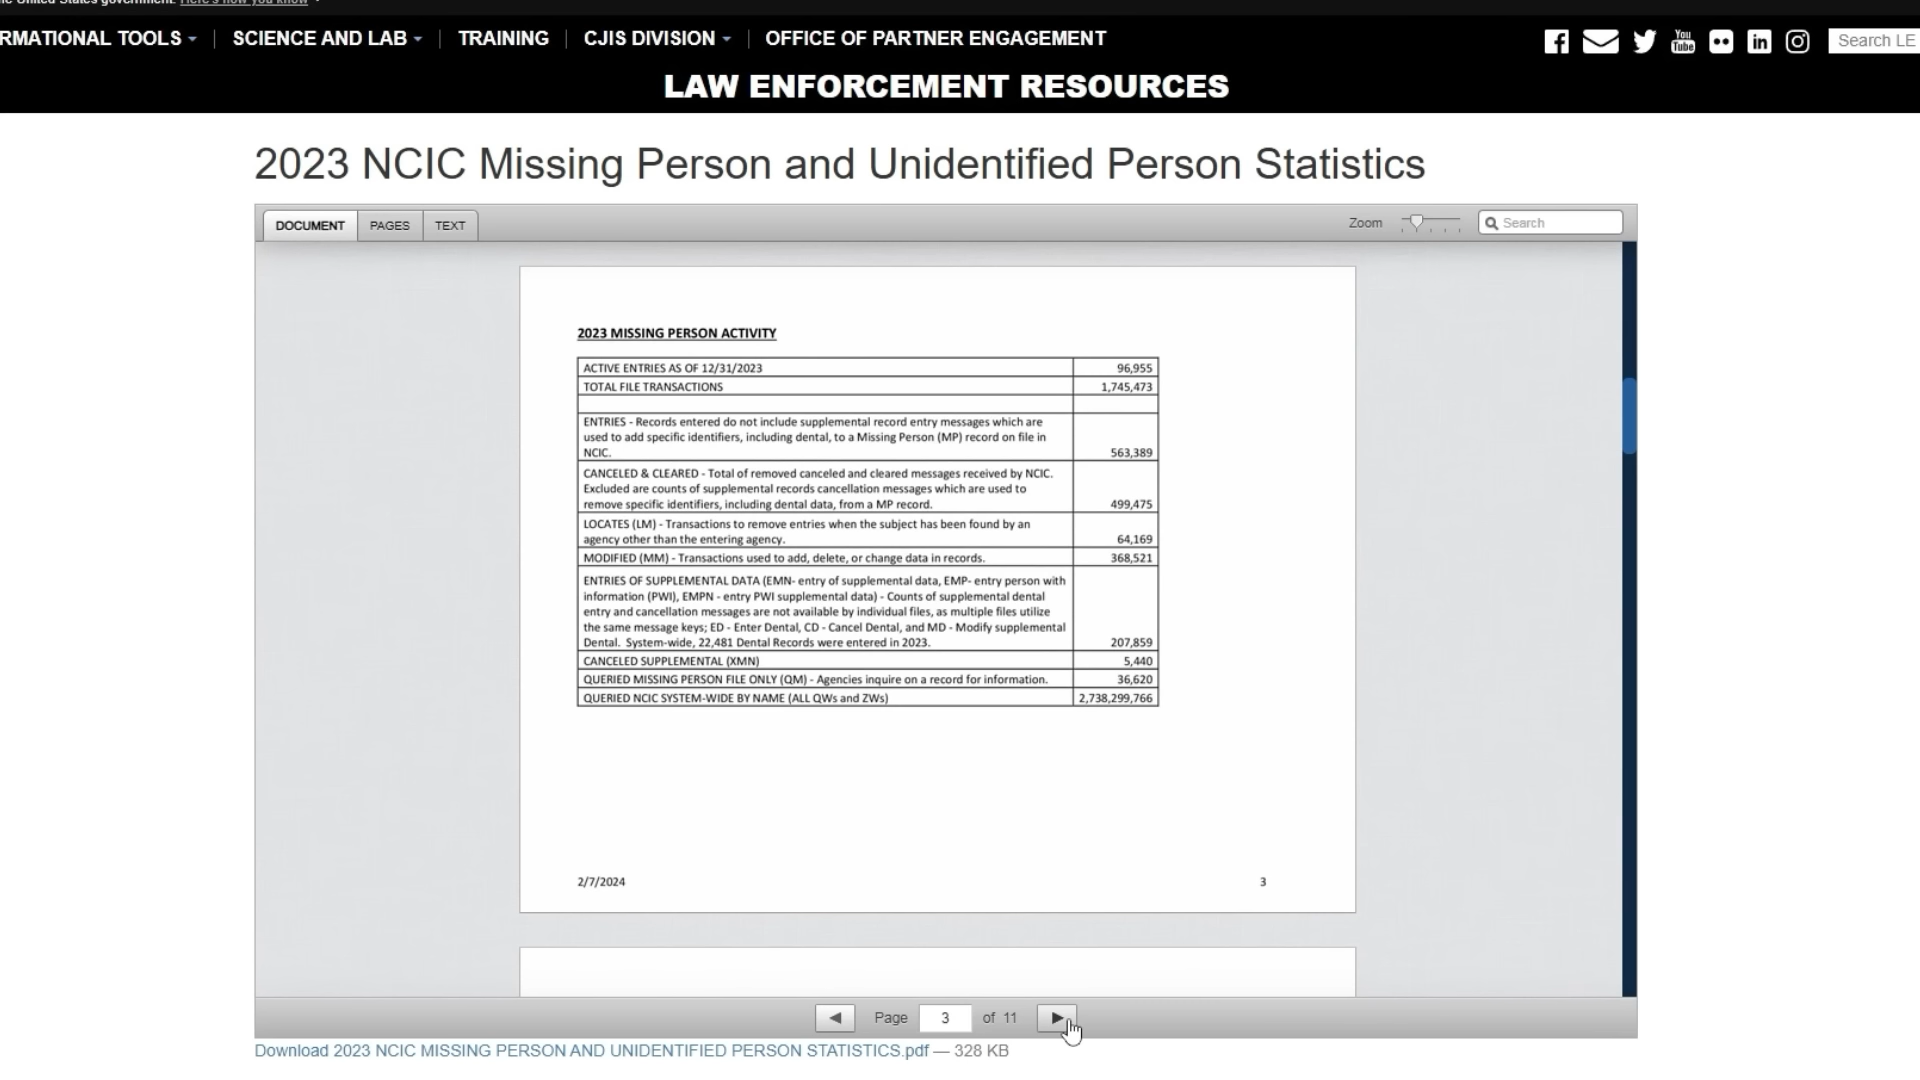 the United States government. Here's how you know
RMATIONAL TOOLS
SCIENCE AND LAB
TRAINING
CJIS DIVISION
OFFICE OF PARTNER ENGAGEMENT
You
Tube
in
Search LE
LAW ENFORCEMENT RESOURCES
2023 NCIC Missing Person and Unidentified Person Statistics
DOCUMENT
PAGES
TEXT
Zoom
Search
2023 MISSING PERSON ACTIVITY
ACTIVE ENTRIES AS OF 12/31/2023 96,955
TOTAL FILE TRANSACTIONS 1,745,473
ENTRIES - Records entered do not include supplemental record entry messages which are
used to add specific identifiers, including dental, to a Missing Person (MP) record on file in
NCIC. 563,389
CANCELED & CLEARED - Total of removed canceled and cleared messages received by NCIC.
Excluded are counts of supplemental records cancellation messages which are used to
remove specific identifiers, including dental data, from a MP record. 499,475
LOCATES (LM) - Transactions to remove entries when the subject has been found by an
agency other than the entering agency. 64,169
MODIFIED (MM) - Transactions used to add, delete, or change data in records. 368,521
ENTRIES OF SUPPLEMENTAL DATA (EMN- entry of supplemental data, EMP- entry person with
information (PWI), EMPN - entry PWI supplemental data) - Counts of supplemental dental
entry and cancellation messages are not available by individual files, as multiple files utilize
the same message keys; ED - Enter Dental, CD - Cancel Dental, and MD - Modify supplemental
Dental. System-wide, 22,481 Dental Records were entered in 2023. 207,859
CANCELED SUPPLEMENTAL (XMN) 5,440
QUERIED MISSING PERSON FILE ONLY (QM) - Agencies inquire on a record for information. 36,620
QUERIED NCIC SYSTEM-WIDE BY NAME (ALL QWs and ZWs) 2,738,299,766
2/7/2024 3
Page 3 of 11
Download 2023 NCIC MISSING PERSON AND UNIDENTIFIED PERSON STATISTICS.pdf — 328 KB